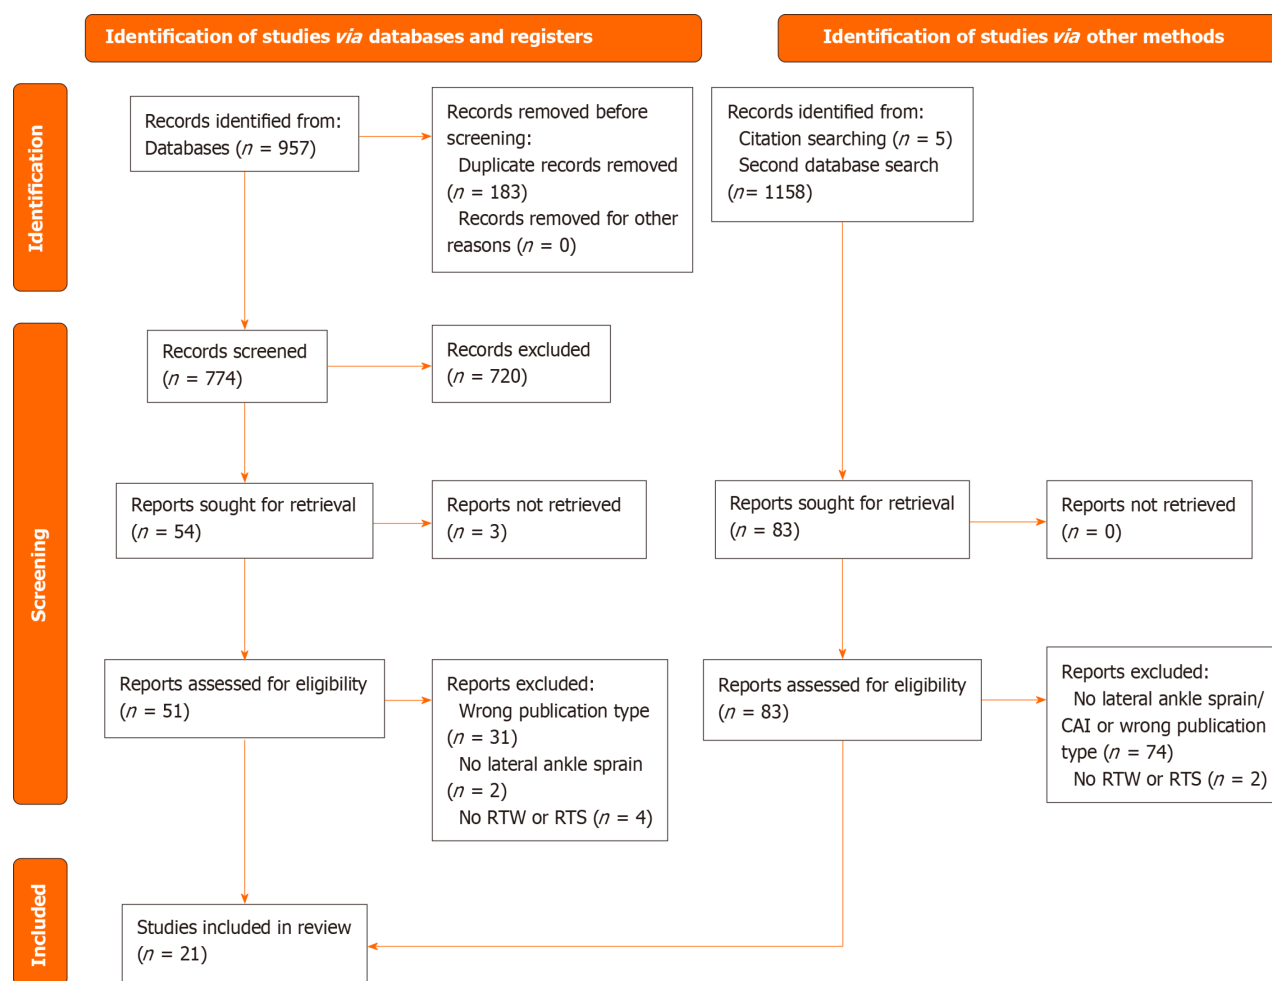 Identification of studies via databases and registers
Identification of studies via other methods
Identification
Records identified from:
Databases (n = 957)
Records removed before
screening:
Duplicate records removed
(n = 183)
Records removed for other
reasons (n = 0)
Records identified from:
Citation searching (n = 5)
Second database search
(n= 1158)
Screening
Records screened
(n = 774)
Records excluded
(n = 720)
Reports sought for retrieval
(n = 54)
Reports not retrieved
(n = 3)
Reports sought for retrieval
(n = 83)
Reports not retrieved
(n = 0)
Reports assessed for eligibility
(n = 51)
Reports excluded:
Wrong publication type
(n = 31)
No lateral ankle sprain
(n = 2)
No RTW or RTS (n = 4)
Reports assessed for eligibility
(n = 83)
Reports excluded:
No lateral ankle sprain/
CAI or wrong publication
type (n = 74)
No RTW or RTS (n = 2)
Included
Studies included in review
(n = 21)